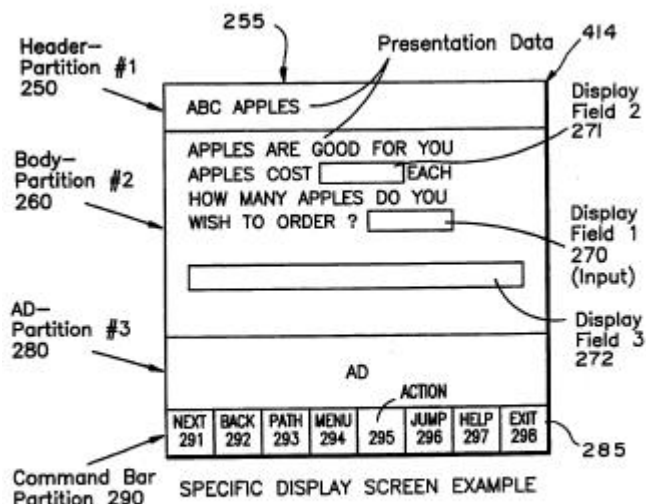 255
414
Header–
Partition #1
250
Presentation Data
ABC APPLES
Display
Field 2
271
Body–
Partition #2
260
APPLES ARE GOOD FOR YOU
APPLES COST EACH
HOW MANY APPLES DO YOU
WISH TO ORDER ?
Display
Field 1
270
(Input)
Display
Field 3
272
AD–
Partition #3
280
AD
ACTION
NEXT BACK PATH MENU JUMP HELP EXIT
291 292 293 294 295 296 297 298
285
Command Bar
Partition 290
SPECIFIC DISPLAY SCREEN EXAMPLE